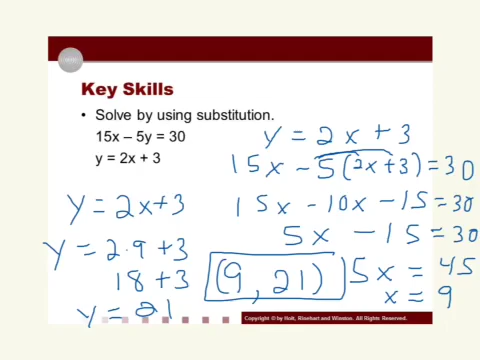 Key Skills
• Solve by using substitution.
15x – 5y = 30
y = 2x + 3
y = 2x + 3
15x - 5(2x+3) = 30
15x - 10x - 15 = 30
5x - 15 = 30
5x = 45
x = 9
y = 2x+3
y = 2·9 + 3
18 + 3
y = 21
(9, 21)
Copyright © by Holt, Rinehart and Winston. All Rights Reserved.